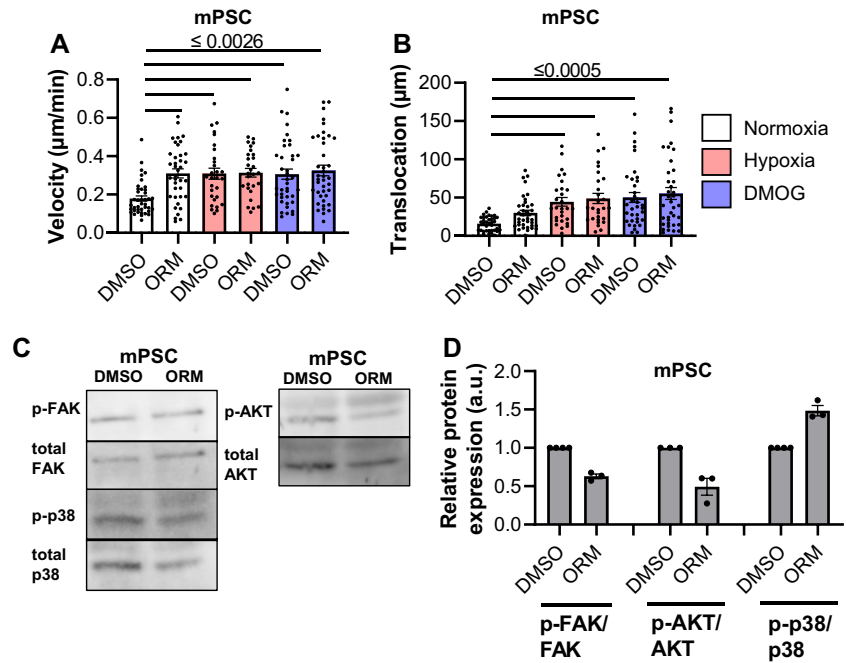 mPSC
A
≤ 0.0026
Velocity (µm/min)
0.8
0.6
0.4
0.2
0.0
DMSO
ORM
DMSO
ORM
DMSO
ORM
mPSC
B
≤0.0005
Translocation (µm)
200
150
100
50
0
DMSO
ORM
DMSO
ORM
DMSO
ORM
Normoxia
Hypoxia
DMOG
C
mPSC
DMSO ORM
p-FAK
total
FAK
p-p38
total
p38
mPSC
DMSO ORM
p-AKT
total
AKT
D
mPSC
Relative protein
expression (a.u.)
2.0
1.5
1.0
0.5
0.0
DMSO
ORM
DMSO
ORM
DMSO
ORM
p-FAK/
FAK
p-AKT/
AKT
p-p38/
p38